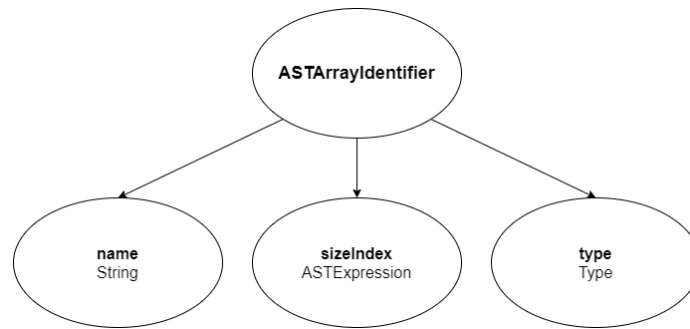 ASTArrayIdentifier
name
String
sizeIndex
ASTExpression
type
Type